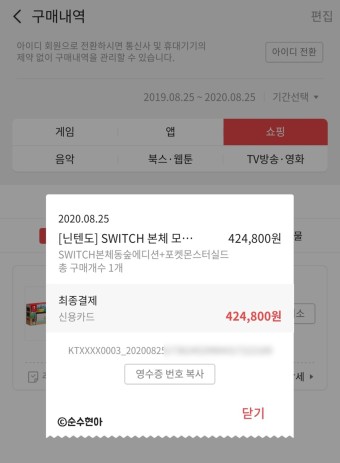 구매내역
편집
아이디 회원으로 전환하시면 통신사 및 휴대기기의
제약 없이 구매내역을 관리할 수 있습니다.
아이디 전환
2019.08.25 ~ 2020.08.25
기간선택
게임 앱 쇼핑
음악 북스·웹툰 TV방송·영화
물
2020.08.25
[닌텐도] SWITCH 본체 모··· 424,800원
SWITCH본체동숲에디션+포켓몬스터실드
총 구매개수 1개
최종결제
신용카드 424,800원
소
KTXXXX0003_20200825
영수증 번호 복사
세
닫기
©순수현아